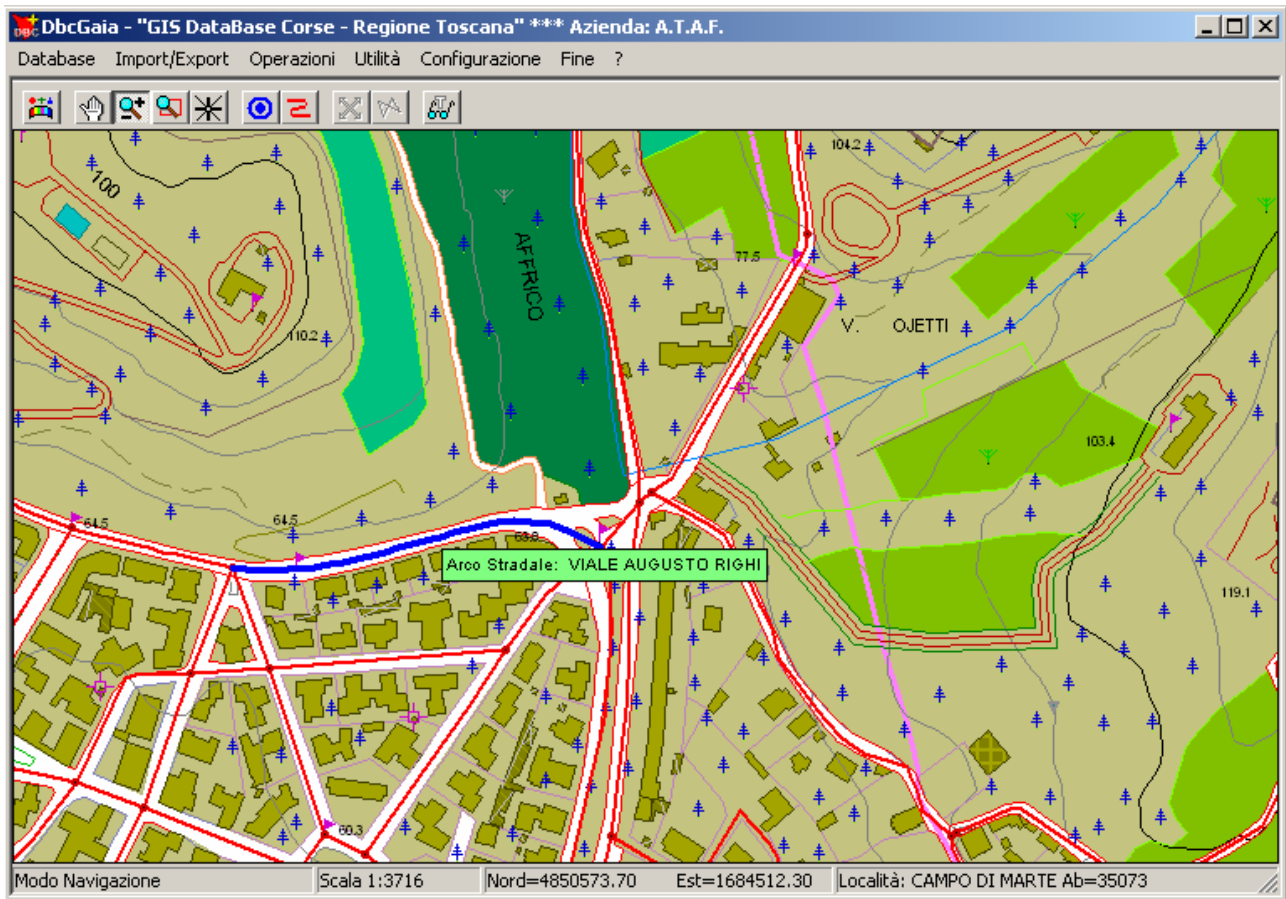 DbcGaia - "GIS DataBase Corse - Regione Toscana" *** Azienda: A.T.A.F.
Database Import/Export Operazioni Utilità Configurazione Fine ?
104.2
100
77.5
AFFRICO
V. OJETTI
110.2
103.4
64.5
64.5
63.8
Arco Stradale: VIALE AUGUSTO RIGHI
119.1
60.3
Modo Navigazione Scala 1:3716 Nord=4850573.70 Est=1684512.30 Località: CAMPO DI MARTE Ab=35073